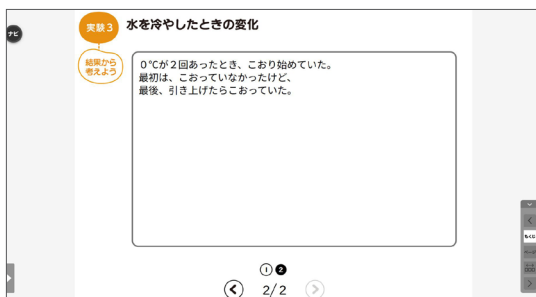 ナビ
実験3 水を冷やしたときの変化
結果から
考えよう
0℃が2回あったとき、こおり始めていた。
最初は、こおっていなかったけど、
最後、引き上げたらこおっていた。
1 2
2/2
もくじ